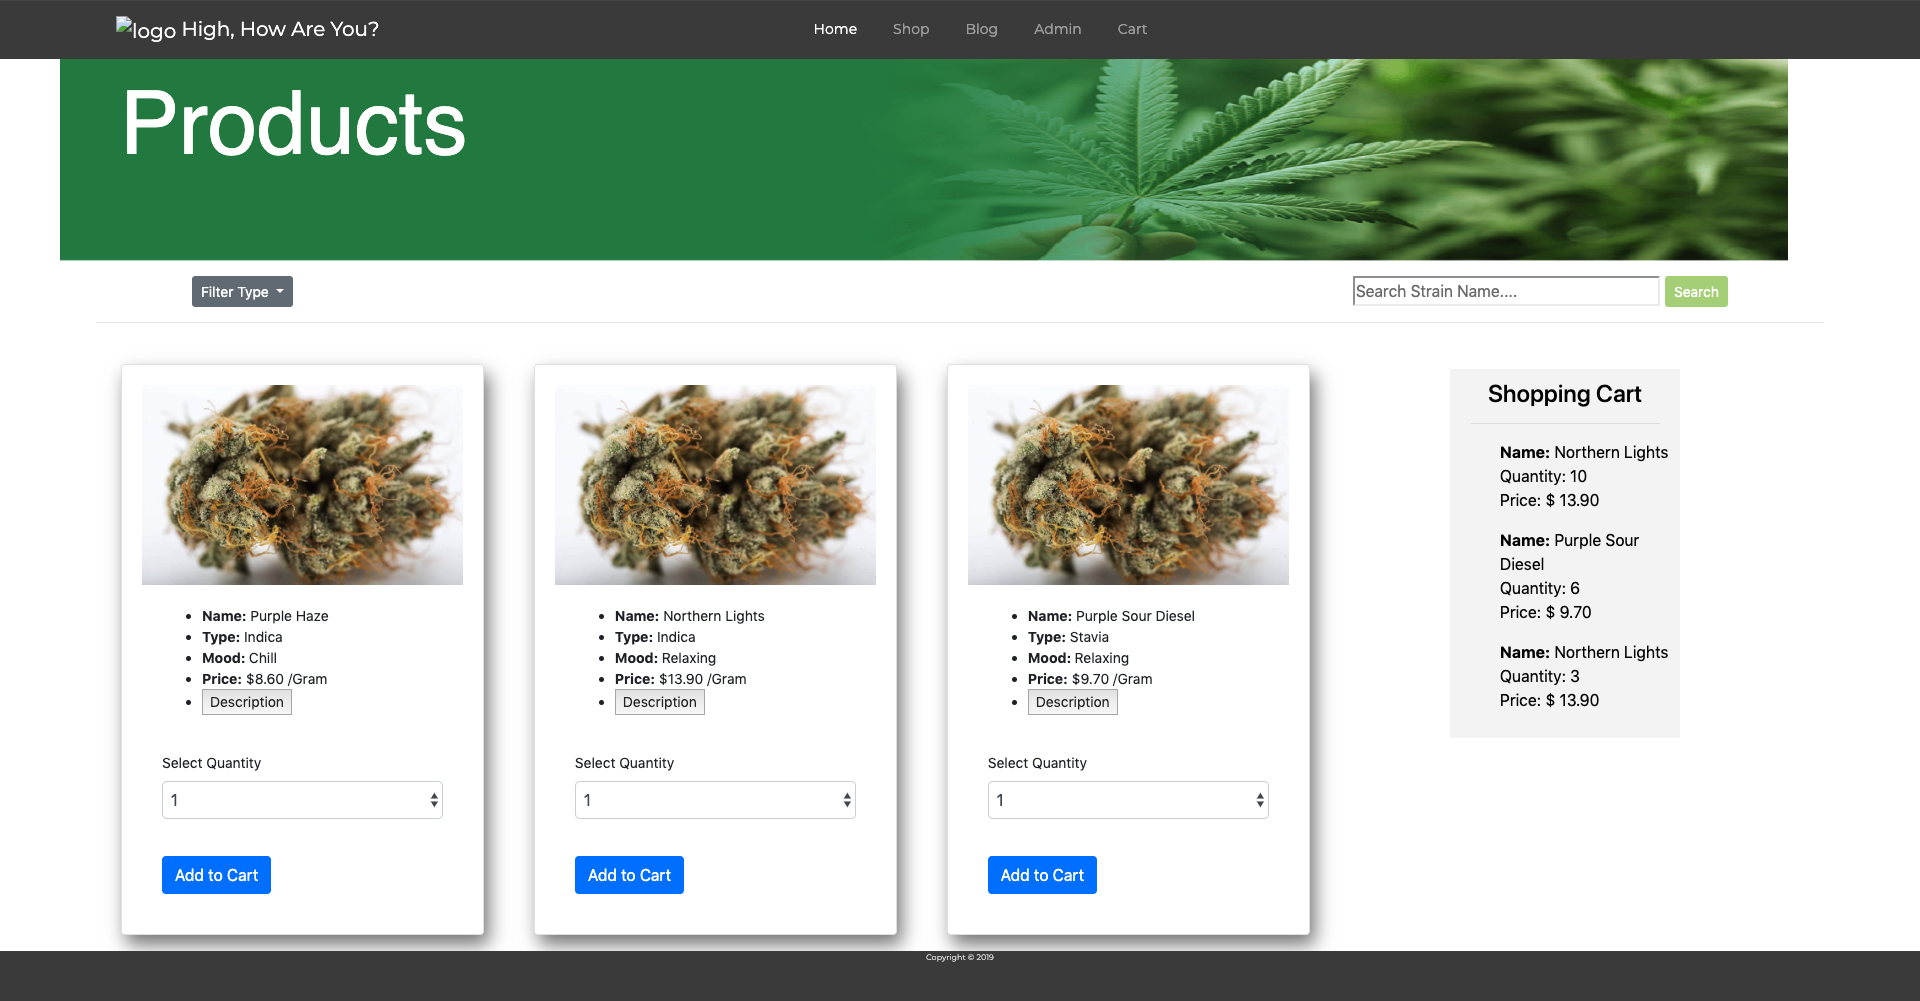 logo High, How Are You?
Home Shop Blog Admin Cart
Products
Filter Type
Search Strain Name....
Search
Name: Purple Haze
Type: Indica
Mood: Chill
Price: $8.60 /Gram
Description
Select Quantity
1
Add to Cart
Name: Northern Lights
Type: Indica
Mood: Relaxing
Price: $13.90 /Gram
Description
Select Quantity
1
Add to Cart
Name: Purple Sour Diesel
Type: Stavia
Mood: Relaxing
Price: $9.70 /Gram
Description
Select Quantity
1
Add to Cart
Shopping Cart
Name: Northern Lights
Quantity: 10
Price: $ 13.90
Name: Purple Sour
Diesel
Quantity: 6
Price: $ 9.70
Name: Northern Lights
Quantity: 3
Price: $ 13.90
Copyright © 2019